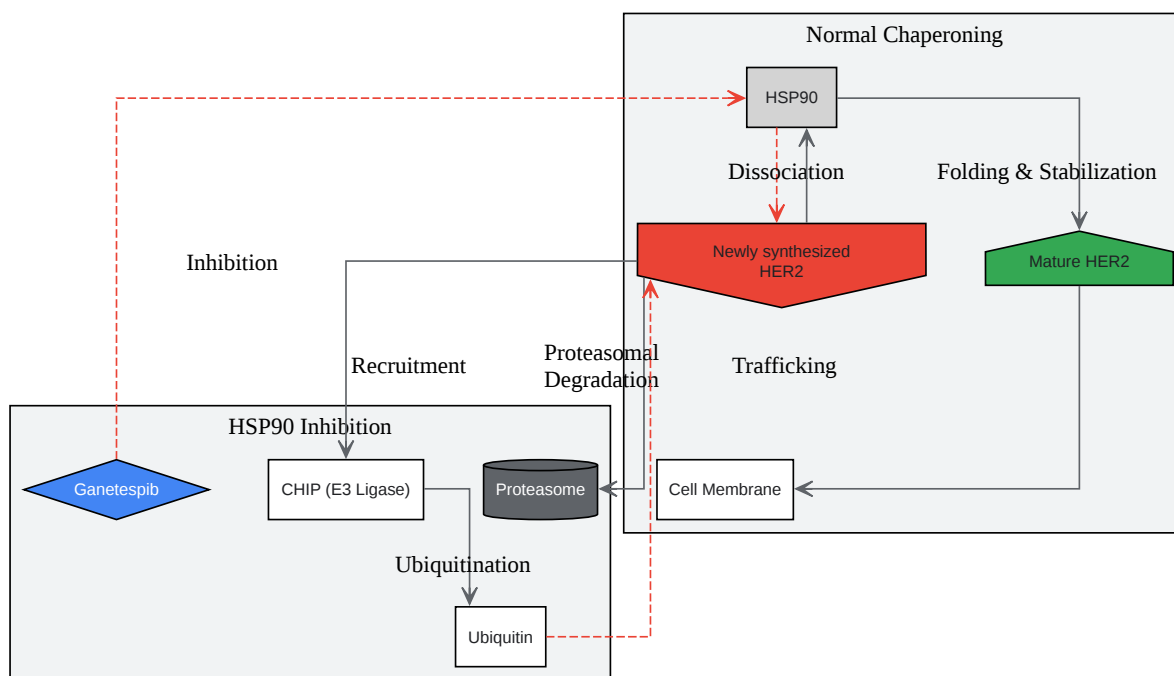 Normal Chaperoning
HSP90
Dissociation
Folding & Stabilization
Newly synthesized
HER2
Mature HER2
Inhibition
Recruitment
Proteasomal
Degradation
Trafficking
HSP90 Inhibition
Ganetespib
CHIP (E3 Ligase)
Proteasome
Cell Membrane
Ubiquitination
Ubiquitin